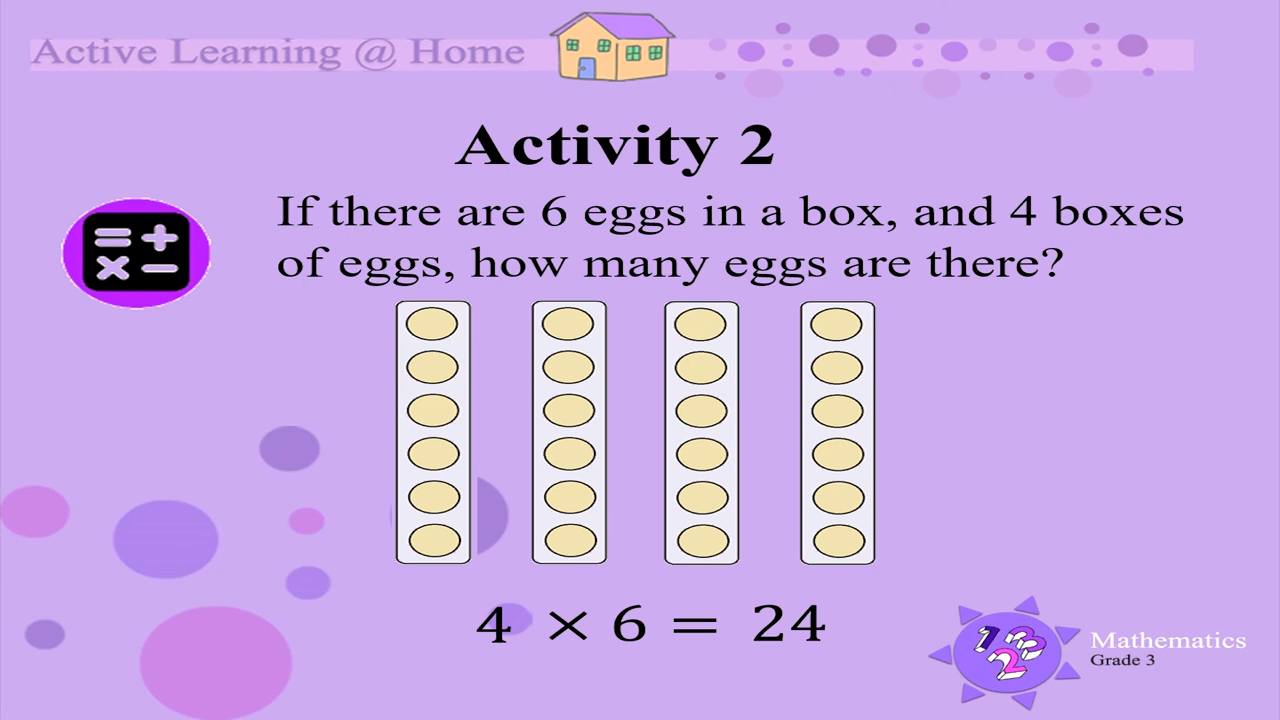 Active Learning @ Home
Activity 2
If there are 6 eggs in a box, and 4 boxes
of eggs, how many eggs are there?
4 × 6 = 24
123
Mathematics
Grade 3